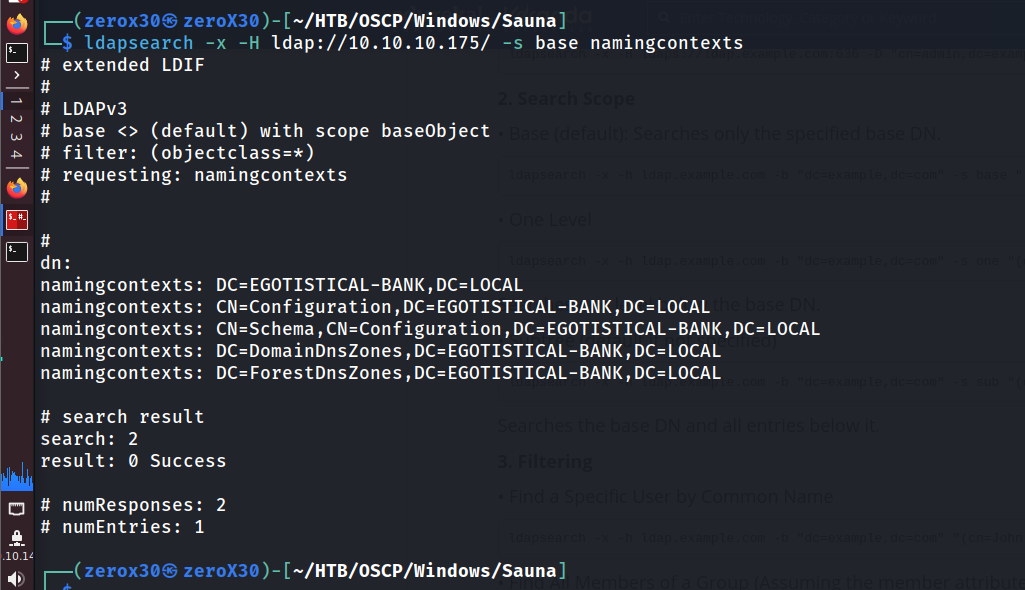 ┌──(zerox30㉿zeroX30)-[~/HTB/OSCP/Windows/Sauna]
└─$ ldapsearch -x -H ldap://10.10.10.175/ -s base namingcontexts
# extended LDIF
#
# LDAPv3
# base <> (default) with scope baseObject
# filter: (objectclass=*)
# requesting: namingcontexts
#
#
dn:
namingcontexts: DC=EGOTISTICAL-BANK,DC=LOCAL
namingcontexts: CN=Configuration,DC=EGOTISTICAL-BANK,DC=LOCAL
namingcontexts: CN=Schema,CN=Configuration,DC=EGOTISTICAL-BANK,DC=LOCAL
namingcontexts: DC=DomainDnsZones,DC=EGOTISTICAL-BANK,DC=LOCAL
namingcontexts: DC=ForestDnsZones,DC=EGOTISTICAL-BANK,DC=LOCAL
# search result
search: 2
result: 0 Success
# numResponses: 2
# numEntries: 1
┌──(zerox30㉿zeroX30)-[~/HTB/OSCP/Windows/Sauna]
1
2
3
4
.10.14
2. Search Scope
• Base (default): Searches only the specified base DN.
ldapsearch -x -h ldap.example.com -b "dc=example,dc=com" -s base "(
• One Level
ldapsearch -x -h ldap.example.com -b "dc=example,dc=com" -s one "(
the base DN.
ldapsearch -x -h ldap.example.com -b "dc=example,dc=com" -s sub "(
Searches the base DN and all entries below it.
3. Filtering
• Find a Specific User by Common Name
ldapsearch -x -h ldap.example.com -b "dc=example,dc=com" "(cn=John
• Find All Members of a Group (Assuming the member attribute